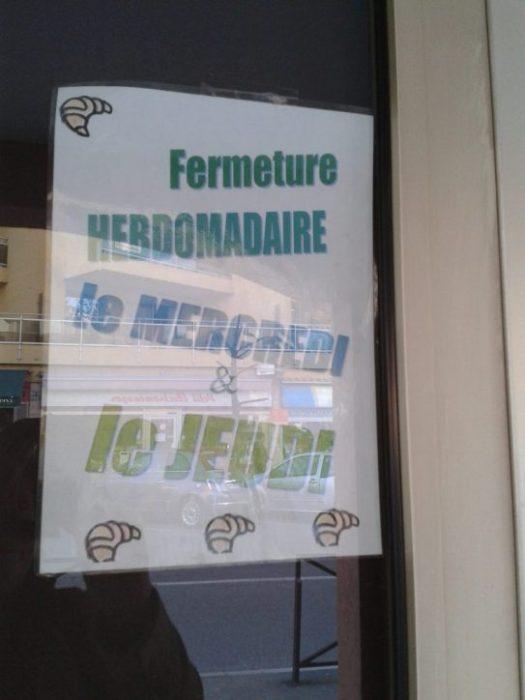 Fermeture
HEBDOMADAIRE
le MERCREDI
&
le JEUDI